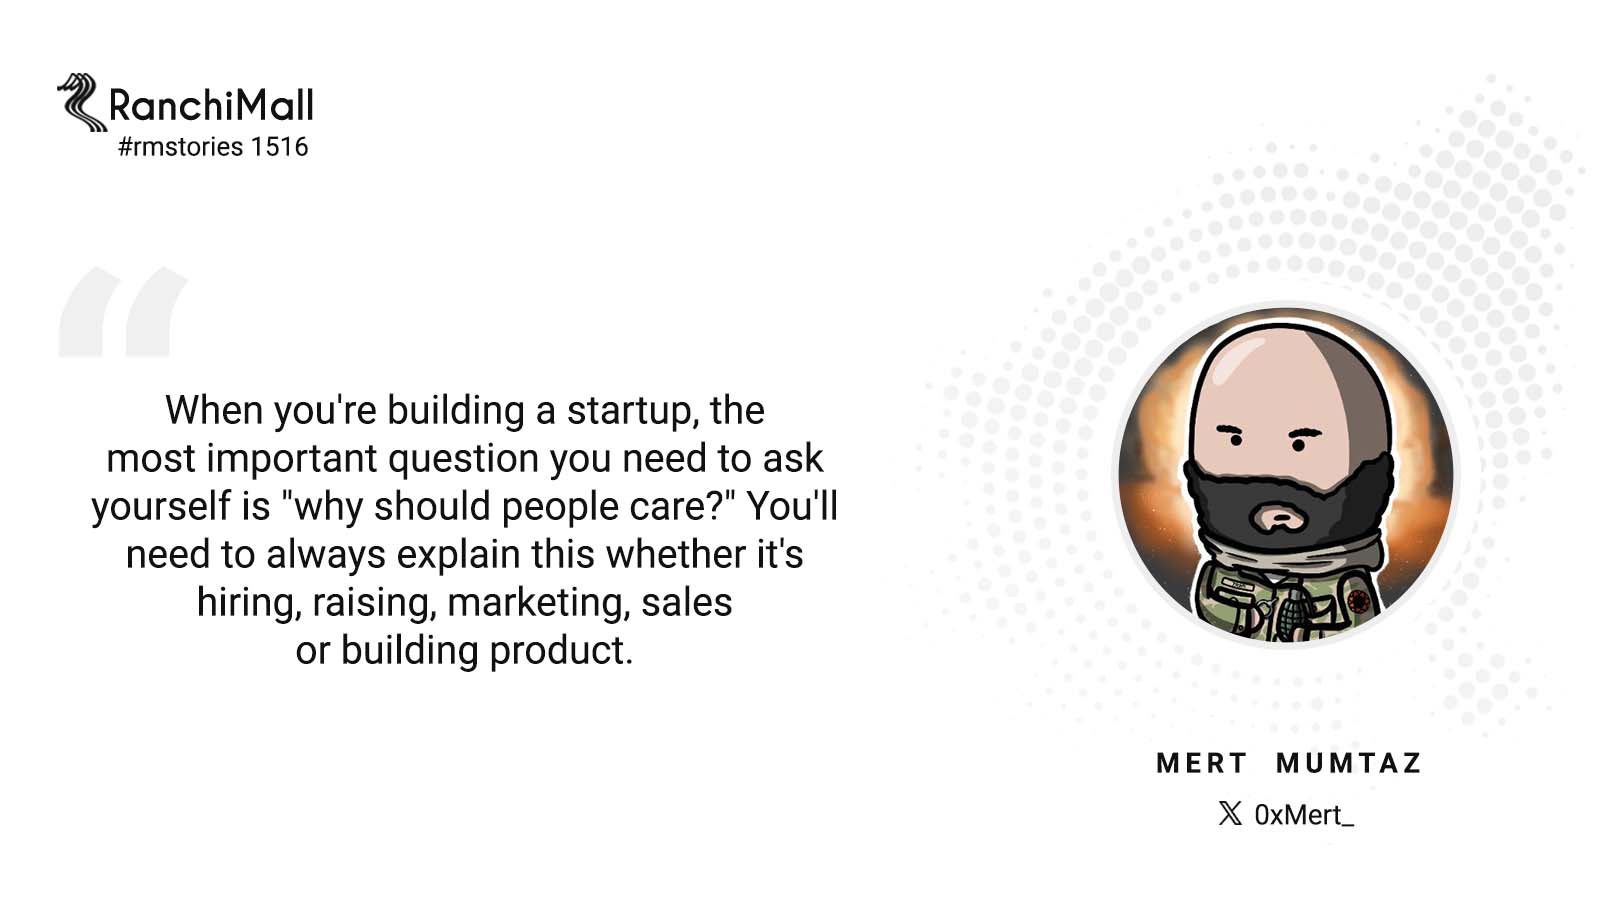 RanchiMall
#rmstories 1516
“
When you're building a startup, the
most important question you need to ask
yourself is "why should people care?" You'll
need to always explain this whether it's
hiring, raising, marketing, sales
or building product.
MERT MUMTAZ
𝕏 0xMert_